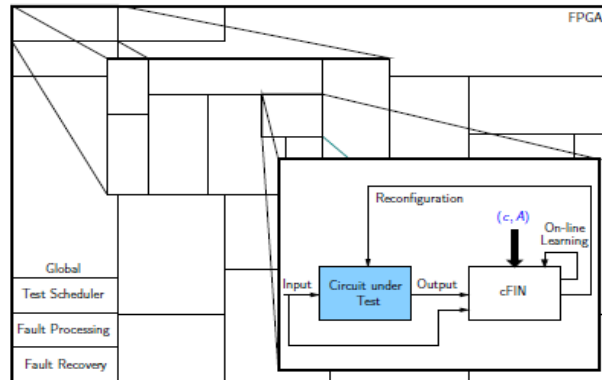 FPGA
Reconfiguration
(c, A)
On-line
Learning
Input
Circuit under
Test
Output
cFIN
Global
Test Scheduler
Fault Processing
Fault Recovery